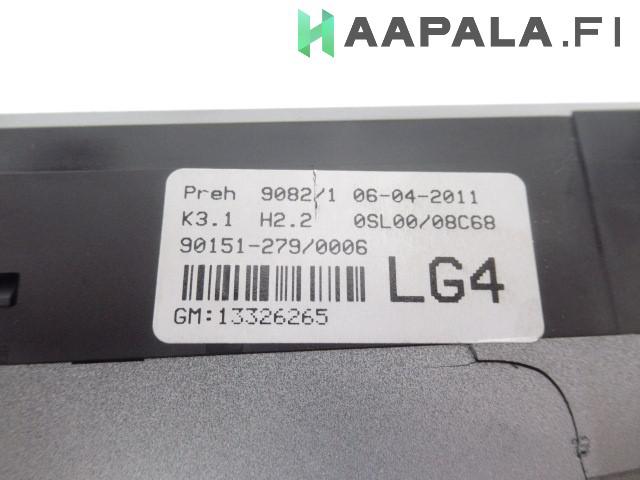 HAAPALA.FI
Preh 9082/1 06-04-2011
K3.1 H2.2 0SL00/08C68
90151-279/0006
LG4
GM:13326265